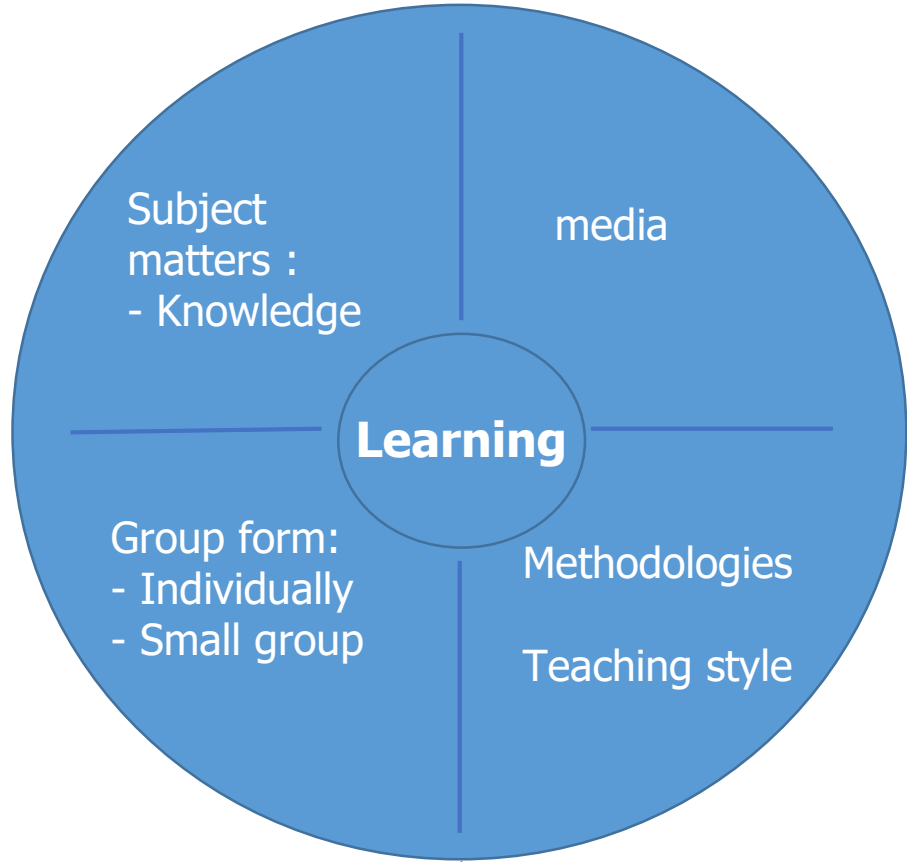 Subject
matters :
- Knowledge
media
Learning
Group form:
- Individually
- Small group
Methodologies
Teaching style